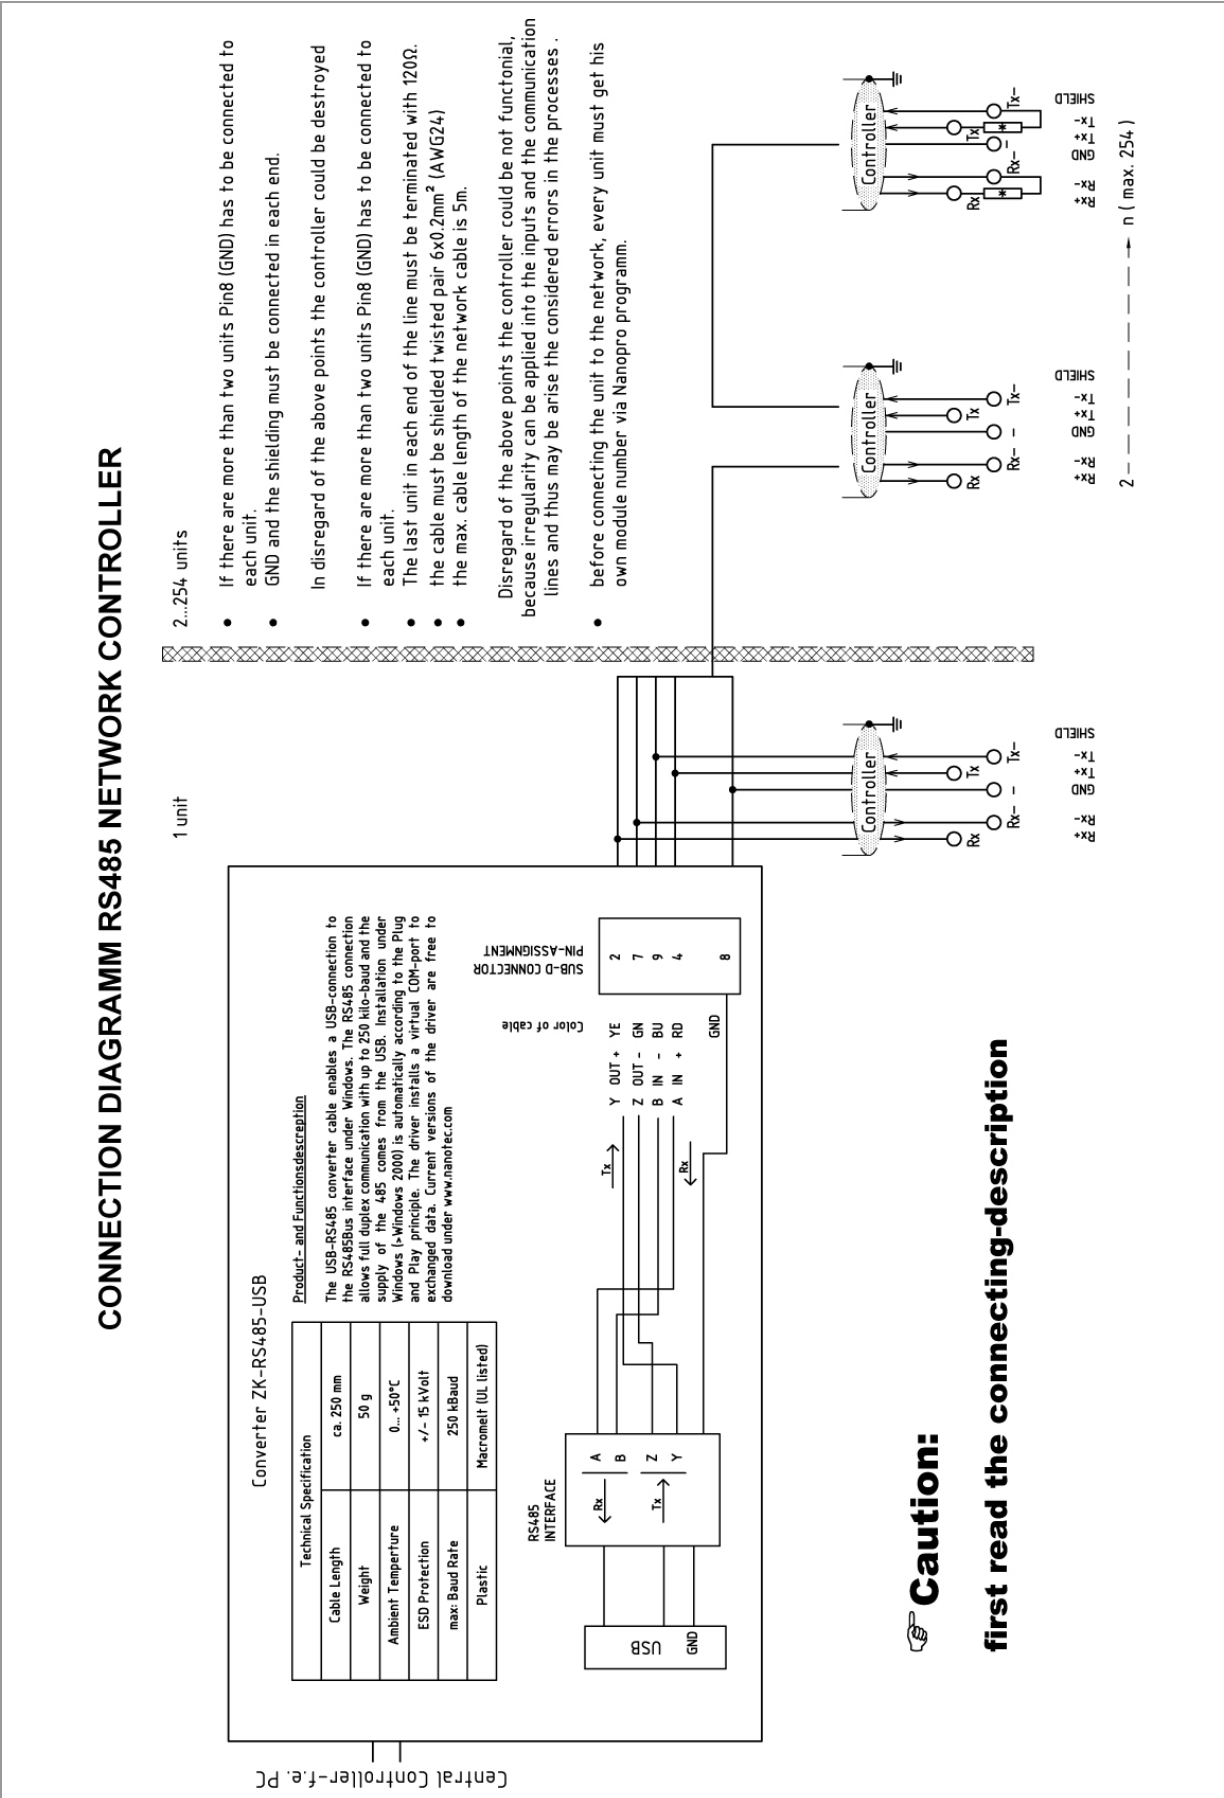 CONNECTION DIAGRAMM RS485 NETWORK CONTROLLER
Central Controller-f.e. PC
Converter ZK-RS485-USB
Technical Specification
Cable Length ca. 250 mm
Weight 50 g
Ambient Temperture 0... +50°C
ESD Protection +/- 15 kVolt
max: Baud Rate 250 kBaud
Plastic Macromelt (UL listed)
Product- and Functionsdescreption
The USB-RS485 converter cable enables a USB-connection to
the RS485Bus interface under Windows. The RS485 connection
allows full duplex communication with up to 250 kilo-baud and the
supply of the 485 comes from the USB. Installation under
Windows (>Windows 2000) is automatically according to the Plug
and Play principle. The driver installs a virtual COM-port to
exchanged data. Current versions of the driver are free to
download under www.nanotec.com
USB
GND
RS485
INTERFACE
Rx
Tx
A
B
Z
Y
Tx
Rx
Color of cable
Y OUT + YE
Z OUT - GN
B IN - BU
A IN + RD
GND
SUB-D CONNECTOR
PIN-ASSIGNMENT
2
7
9
4
8
1 unit
Controller
Rx
Rx-
-
Tx
Tx-
Rx+
Rx-
GND
Tx+
Tx-
SHIELD
2...254 units
● If there are more than two units Pin8 (GND) has to be connected to
each unit.
● GND and the shielding must be connected in each end.
In disregard of the above points the controller could be destroyed
● If there are more than two units Pin8 (GND) has to be connected to
each unit.
● The last unit in each end of the line must be terminated with 120Ω.
● the cable must be shielded twisted pair 6x0.2mm² (AWG24)
● the max. cable length of the network cable is 5m.
Disregard of the above points the controller could be not functonial,
because irregularity can be applied into the inputs and the communication
lines and thus may be arise the considered errors in the processes .
● before connecting the unit to the network, every unit must get his
own module number via Nanopro programm.
Controller
Rx
Rx-
-
Tx
Tx-
Rx+
Rx-
GND
Tx+
Tx-
SHIELD
Controller
Rx
*
Rx-
-
Tx
*
Tx-
Rx+
Rx-
GND
Tx+
Tx-
SHIELD
2 n ( max. 254 )
☞ Caution:
first read the connecting-description